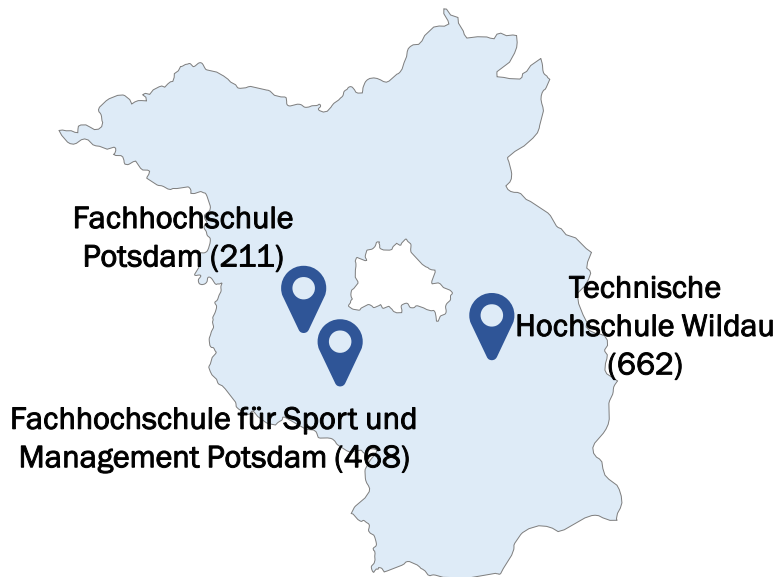 Fachhochschule
Potsdam (211)
Technische
Hochschule Wildau
(662)
Fachhochschule für Sport und
Management Potsdam (468)